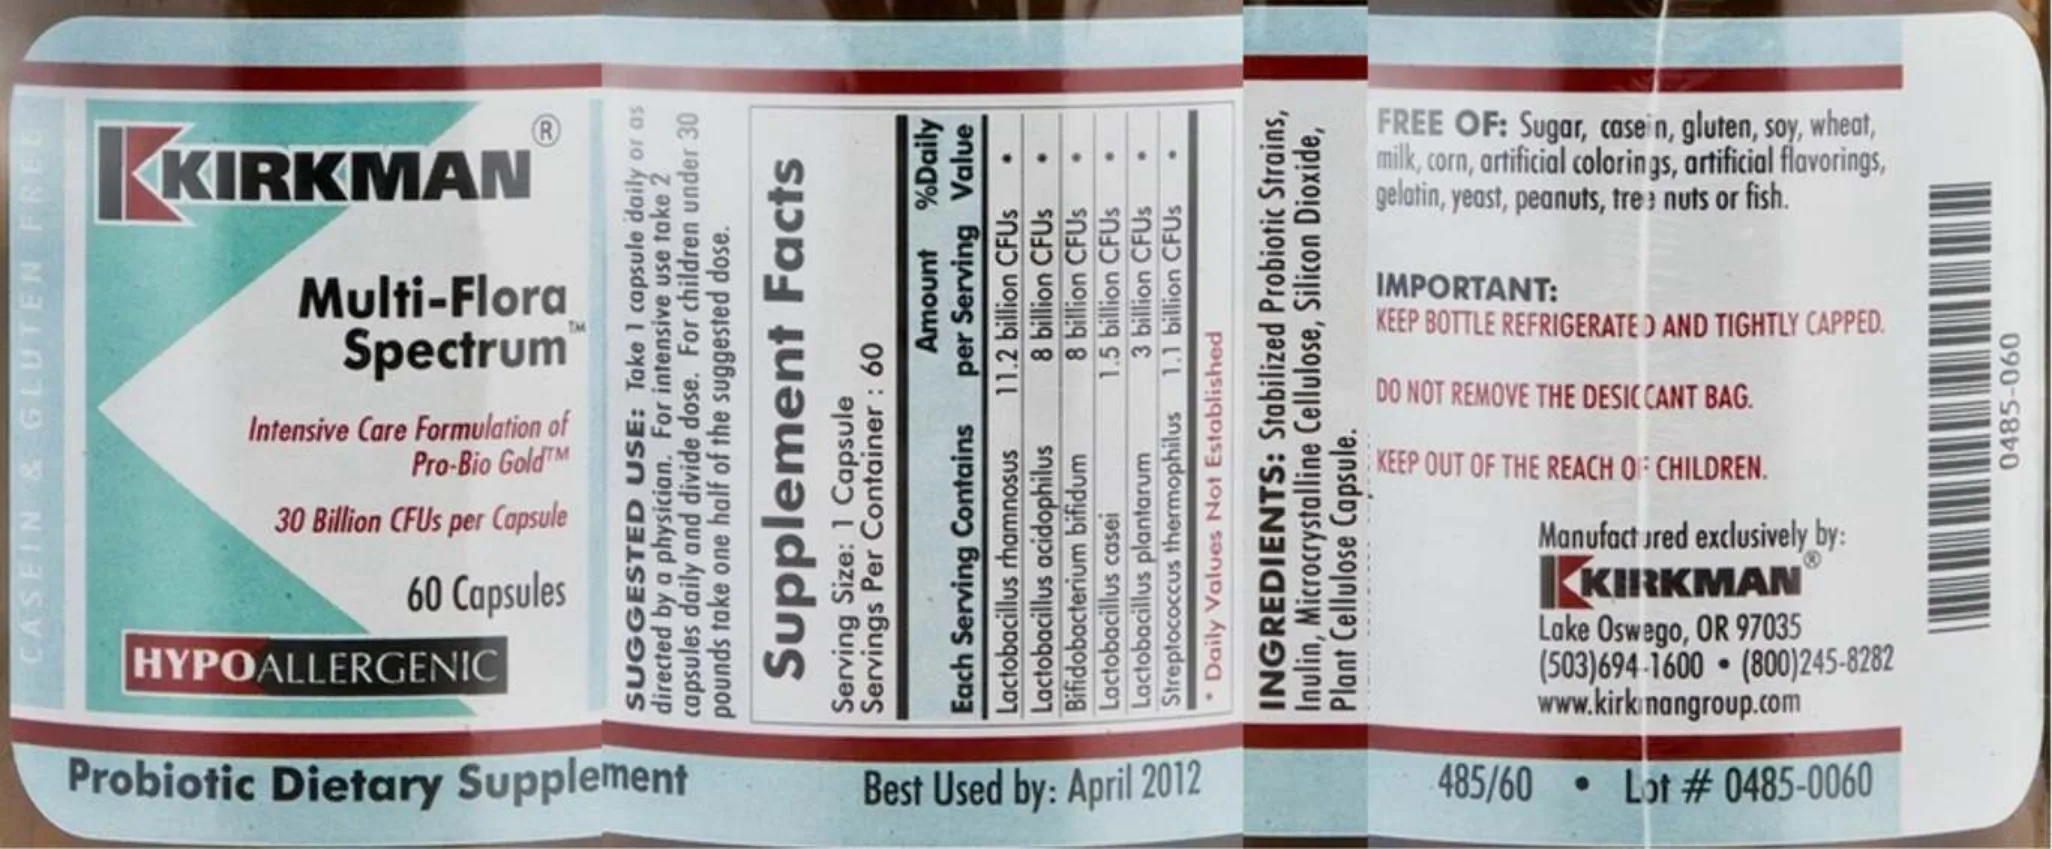 CASEIN & GLUTEN FREE
KIRKMAN®
Multi-Flora
Spectrum™
Intensive Care Formulation of
Pro-Bio Gold™
30 Billion CFUs per Capsule
60 Capsules
HYPOALLERGENIC
Probiotic Dietary Supplement
SUGGESTED USE: Take 1 capsule daily or as
directed by a physician. For intensive use take 2
capsules daily and divide dose. For children under 30
pounds take one half of the suggested dose.
Supplement Facts
Serving Size: 1 Capsule
Servings Per Container : 60
Amount %Daily
Each Serving Contains per Serving Value
Lactobacillus rhamnosus 11.2 billion CFUs •
Lactobacillus acidophilus 8 billion CFUs •
Bifidobacterium bifidum 8 billion CFUs •
Lactobacillus casei 1.5 billion CFUs •
Lactobacillus plantarum 3 billion CFUs •
Streptococcus thermophilus 1.1 billion CFUs •
* Daily Values Not Established
Best Used by: April 2012
INGREDIENTS: Stabilized Probiotic Strains,
Inulin, Microcrystalline Cellulose, Silicon Dioxide,
Plant Cellulose Capsule.
FREE OF: Sugar, casein, gluten, soy, wheat,
milk, corn, artificial colorings, artificial flavorings,
gelatin, yeast, peanuts, tree nuts or fish.
IMPORTANT:
KEEP BOTTLE REFRIGERATED AND TIGHTLY CAPPED.
DO NOT REMOVE THE DESICCANT BAG.
KEEP OUT OF THE REACH OF CHILDREN.
Manufactured exclusively by:
KIRKMAN®
Lake Oswego, OR 97035
(503)694-1600 • (800)245-8282
www.kirkmangroup.com
485/60 • Lot # 0485-0060
0485-060